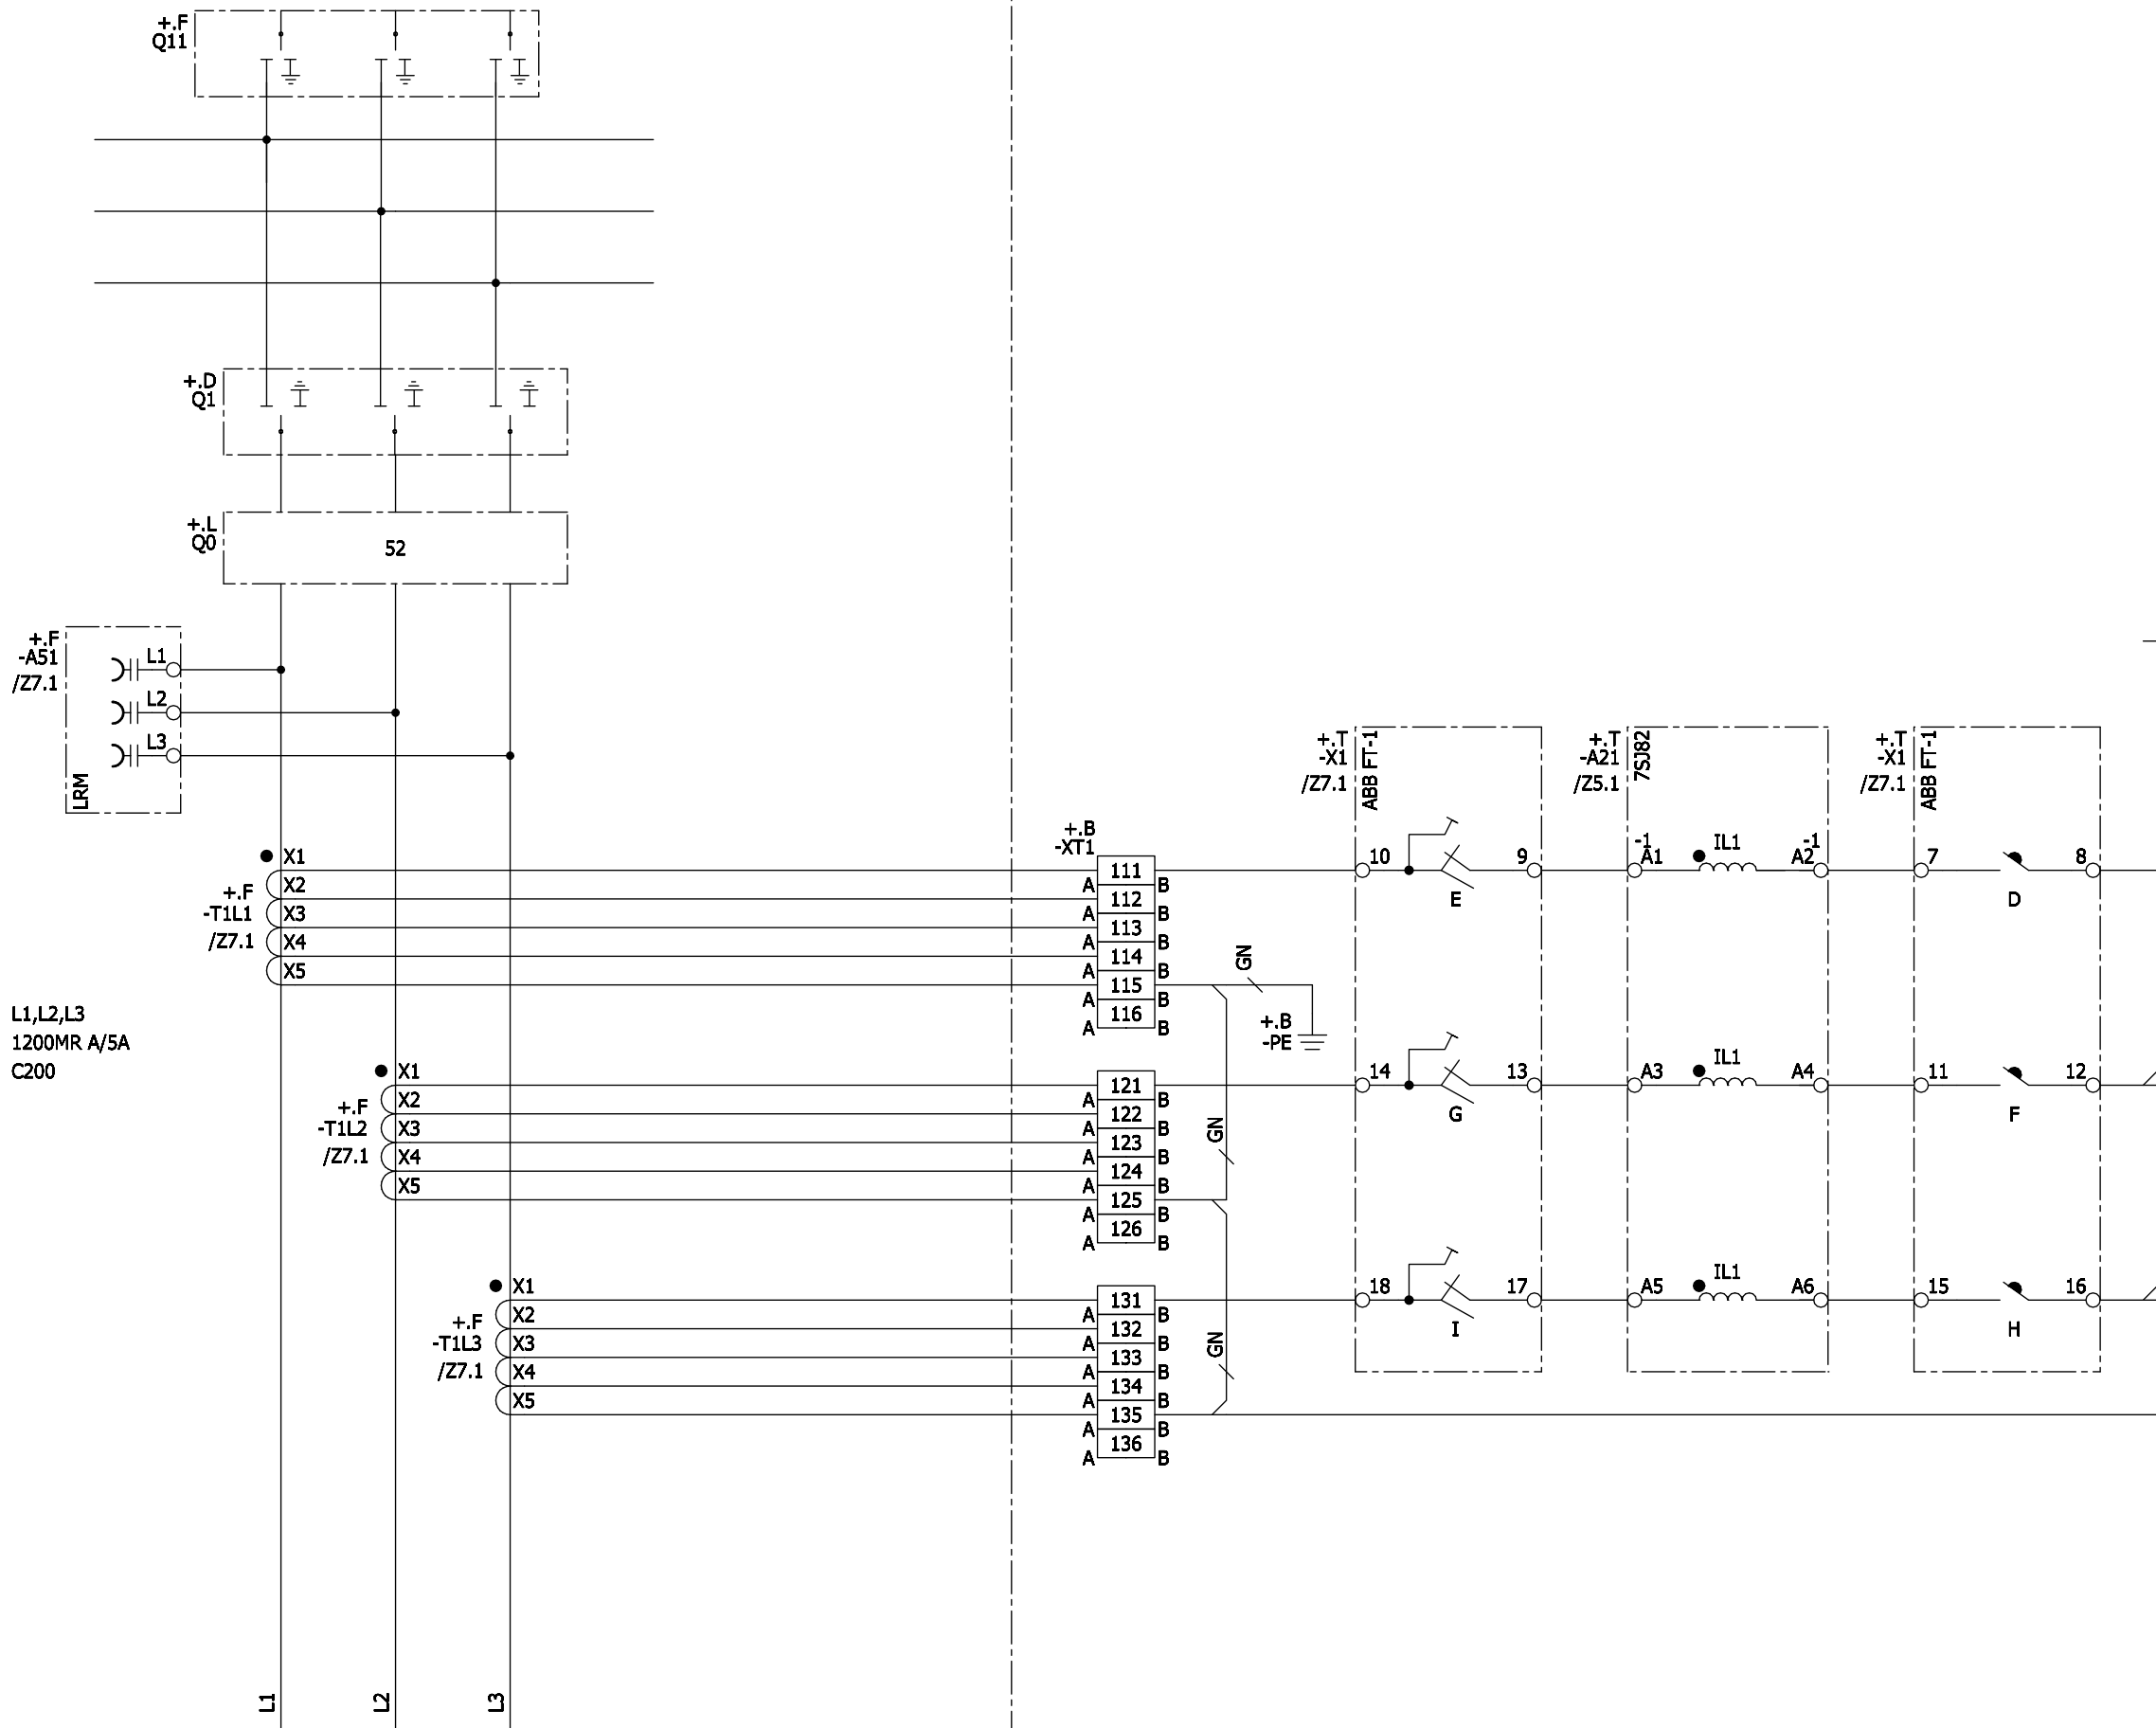 +.F
Q11
+.D
Q1
+.L
Q0
52
+.F
-A51
/Z7.1
L1
L2
L3
LRM
+.F
-T1L1
/Z7.1
X1
X2
X3
X4
X5
L1,L2,L3
1200MR A/5A
C200
+.F
-T1L2
/Z7.1
X1
X2
X3
X4
X5
+.F
-T1L3
/Z7.1
X1
X2
X3
X4
X5
L1
L2
L3
+.B
-XT1
111
A B
112
A B
113
A B
114
A B
115
A B
116
A B
121
A B
122
A B
123
A B
124
A B
125
A B
126
A B
131
A B
132
A B
133
A B
134
A B
135
A B
136
A B
GN
+.B
-PE
GN
GN
+.T
-X1
/Z7.1
ABB FT-1
10 9
E
14 13
G
18 17
I
+.T
-A21
/Z5.1
7SJ82
-1 IL1 -1
A1 A2
IL1
A3 A4
IL1
A5 A6
+.T
-X1
/Z7.1
ABB FT-1
7 8
D
11 12
F
15 16
H